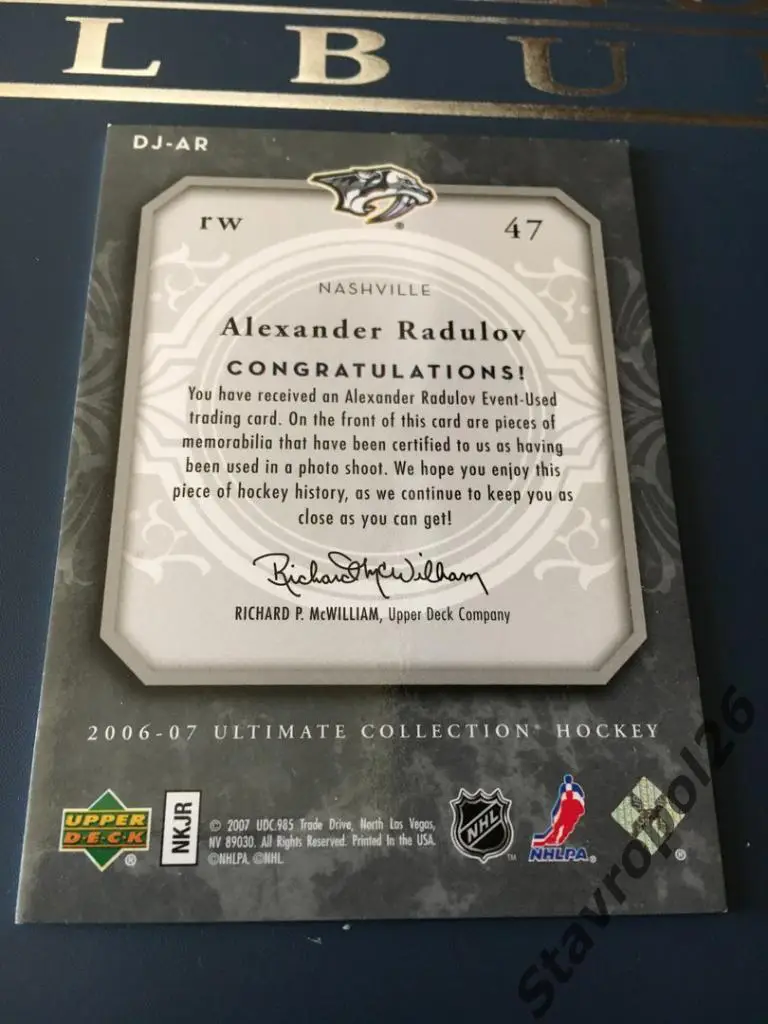 LBU
DJ-AR
rw
47
NASHVILLE
Alexander Radulov
CONGRATULATIONS!
You have received an Alexander Radulov Event-Used
trading card. On the front of this card are pieces of
memorabilia that have been certified to us as having
been used in a photo shoot. We hope you enjoy this
piece of hockey history, as we continue to keep you as
close as you can get!
Richard McWilliam
RICHARD P. McWILLIAM, Upper Deck Company
2006-07 ULTIMATE COLLECTION® HOCKEY
UPPER
D·E·C·K
®
NKJR
© 2007 UDC.985 Trade Drive, North Las Vegas,
NV 89030. All Rights Reserved. Printed in the USA.
©NHLPA. ©NHL
NHL
TM
NHLPA®
®
Stavropol26